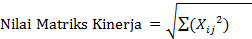 Nilai Matriks Kinerja = √∑(Xᵢⱼ²)